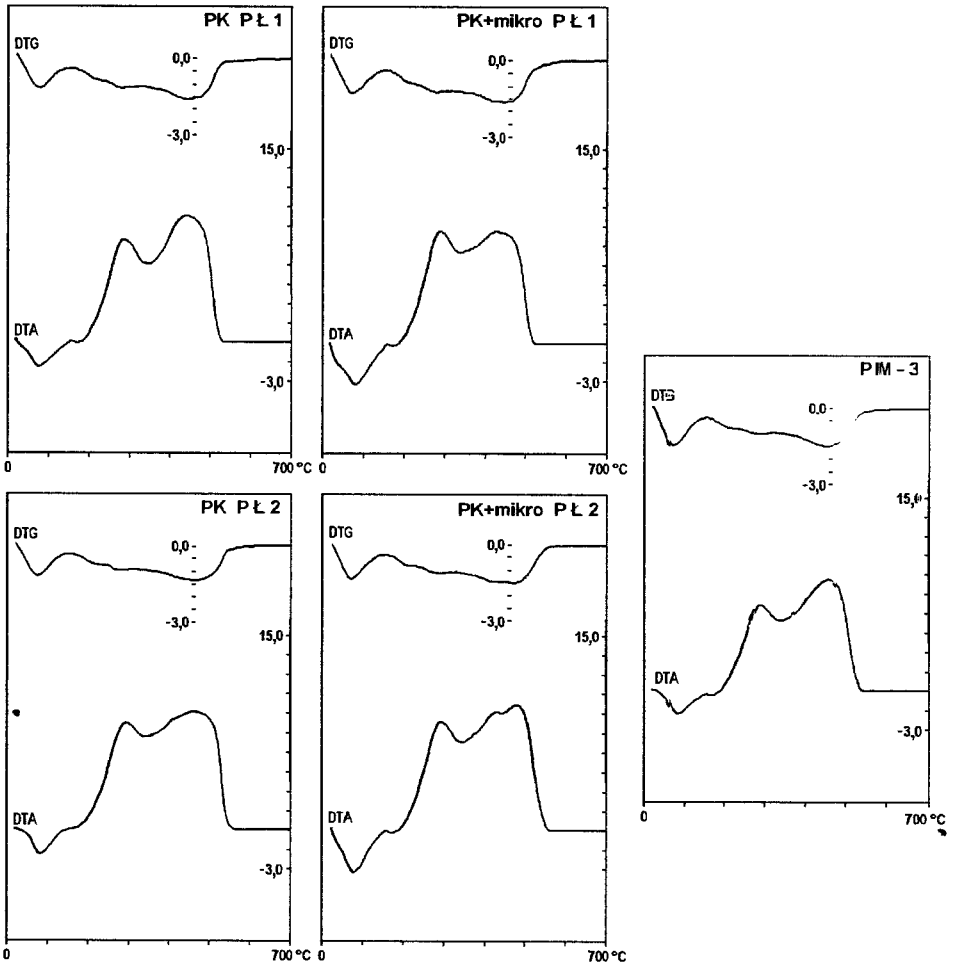 PK PŁ 1
DTG
0,0
-3,0
15,0
DTA
-3,0
0
700 °C
PK+mikro PŁ 1
DTG
0,0
-3,0
15,0
DTA
-3,0
0
700 °C
PIM – 3
DTG
0,0
-3,0
15,0
DTA
-3,0
0
700 °C
PK PŁ 2
DTG
0,0
-3,0
15,0
DTA
-3,0
0
700 °C
PK+mikro PŁ 2
DTG
0,0
-3,0
15,0
DTA
-3,0
0
700 °C